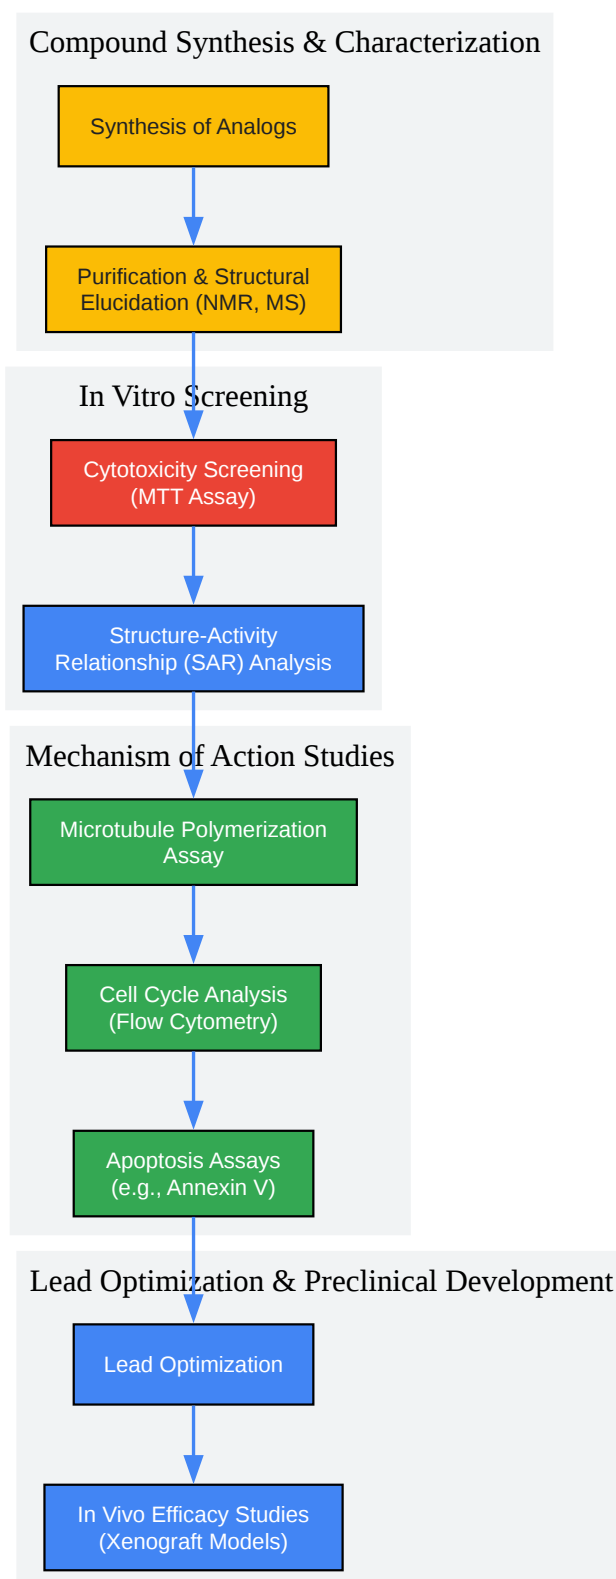 Compound Synthesis & Characterization
Synthesis of Analogs
Purification & Structural
Elucidation (NMR, MS)
In Vitro Screening
Cytotoxicity Screening
(MTT Assay)
Structure-Activity
Relationship (SAR) Analysis
Mechanism of Action Studies
Microtubule Polymerization
Assay
Cell Cycle Analysis
(Flow Cytometry)
Apoptosis Assays
(e.g., Annexin V)
Lead Optimization & Preclinical Development
Lead Optimization
In Vivo Efficacy Studies
(Xenograft Models)